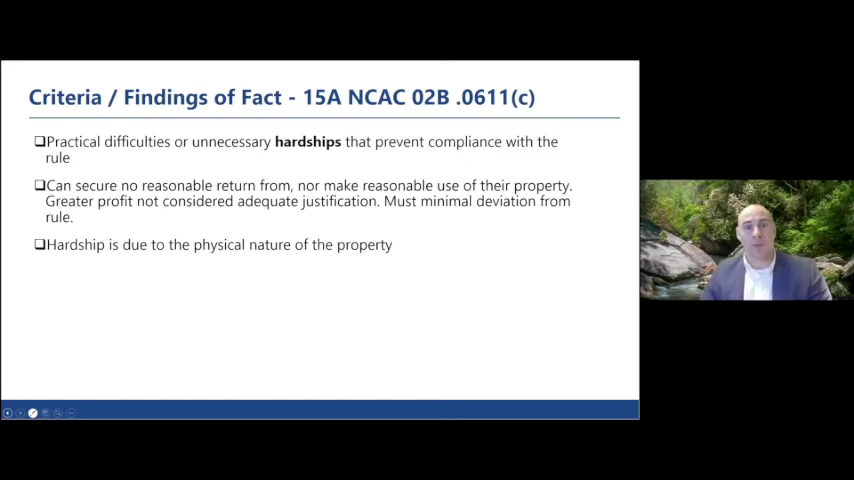 Criteria / Findings of Fact - 15A NCAC 02B .0611(c)
❑Practical difficulties or unnecessary hardships that prevent compliance with the
rule
❑Can secure no reasonable return from, nor make reasonable use of their property.
Greater profit not considered adequate justification. Must minimal deviation from
rule.
❑Hardship is due to the physical nature of the property